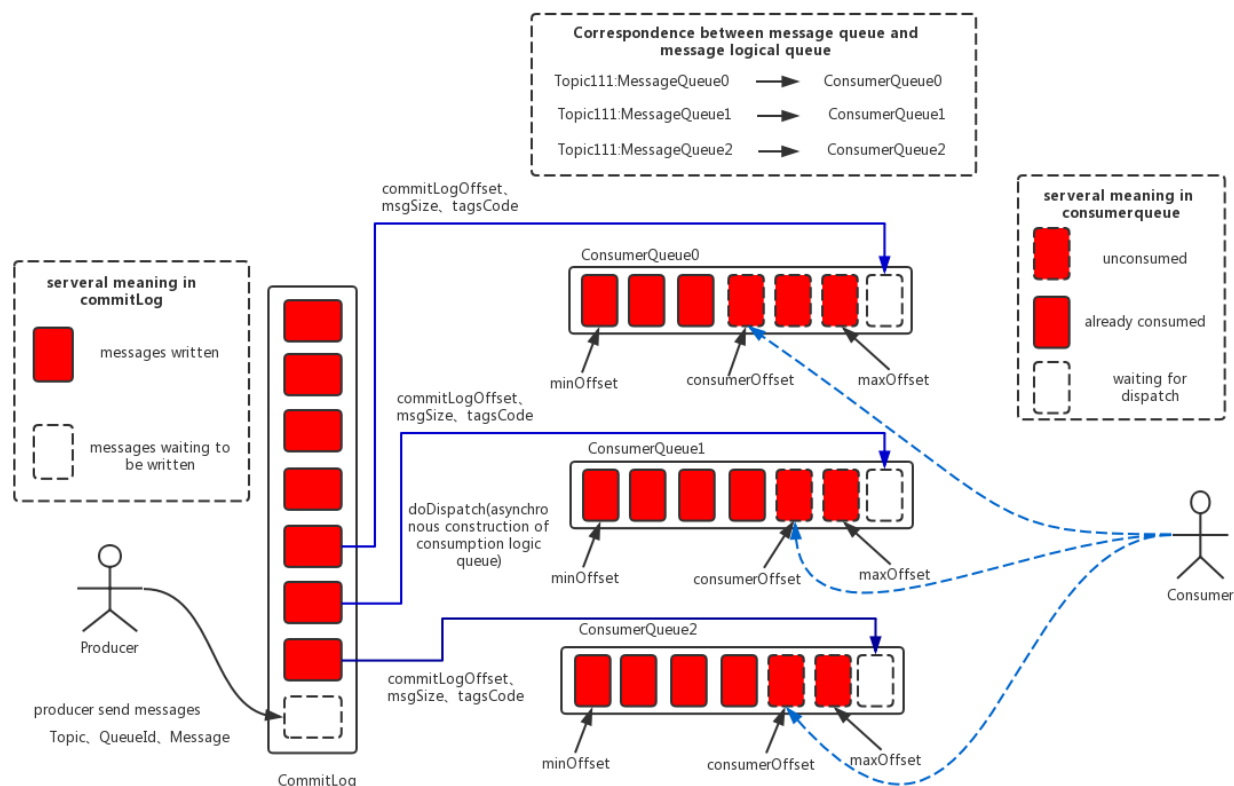 Correspondence between message queue and
message logical queue
Topic111:MessageQueue0
ConsumerQueue0
Topic111:MessageQueue1
ConsumerQueue1
Topic111:MessageQueue2
ConsumerQueue2
commitLogOffset、
msgSize、tagsCode
serveral meaning in
consumerqueue
unconsumed
already consumed
waiting for
dispatch
serveral meaning in
commitLog
messages written
messages waiting to
be written
ConsumerQueue0
minOffset
consumerOffset
maxOffset
commitLogOffset、
msgSize、tagsCode
ConsumerQueue1
doDispatch(asynchro
nous construction of
consumption logic
queue)
minOffset
consumerOffset
maxOffset
Consumer
Producer
ConsumerQueue2
commitLogOffset、
msgSize、tagsCode
producer send messages
Topic、QueueId、Message
minOffset
consumerOffset
maxOffset
CommitLog